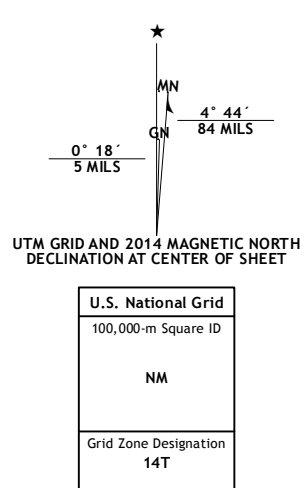 ★
MN
4° 44´
84 MILS
GN
0° 18´
5 MILS
UTM GRID AND 2014 MAGNETIC NORTH
DECLINATION AT CENTER OF SHEET
U.S. National Grid
100,000-m Square ID
NM
Grid Zone Designation
14T